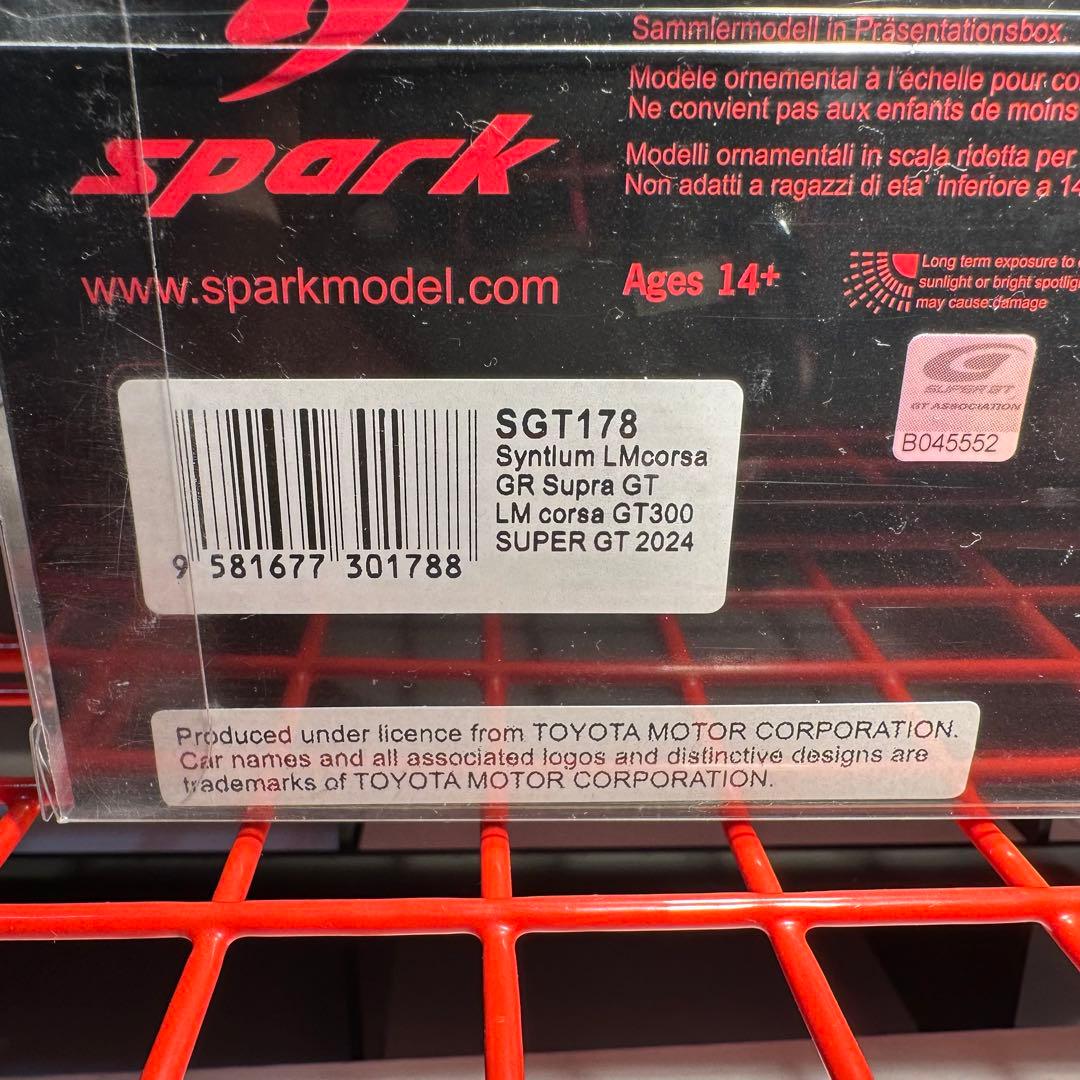 Sammlermodell in Präsentationsbox.
Modèle ornemental à l'échelle pour
Ne convient pas aux enfants de moins
Modelli ornamentali in scala ridotta per
Non adatti a ragazzi di eta' inferiore a 14
spark
www.sparkmodel.com
Ages 14+
Long term exposure to
sunlight or bright
may cause damage
SUPER GT
GT ASSOCIATION
B045552
SGT178
Syntium LMcorsa
GR Supra GT
LM corsa GT300
SUPER GT 2024
9 581677 301788
Produced under licence from TOYOTA MOTOR CORPORATION.
Car names and all associated logos and distinctive designs are
trademarks of TOYOTA MOTOR CORPORATION.